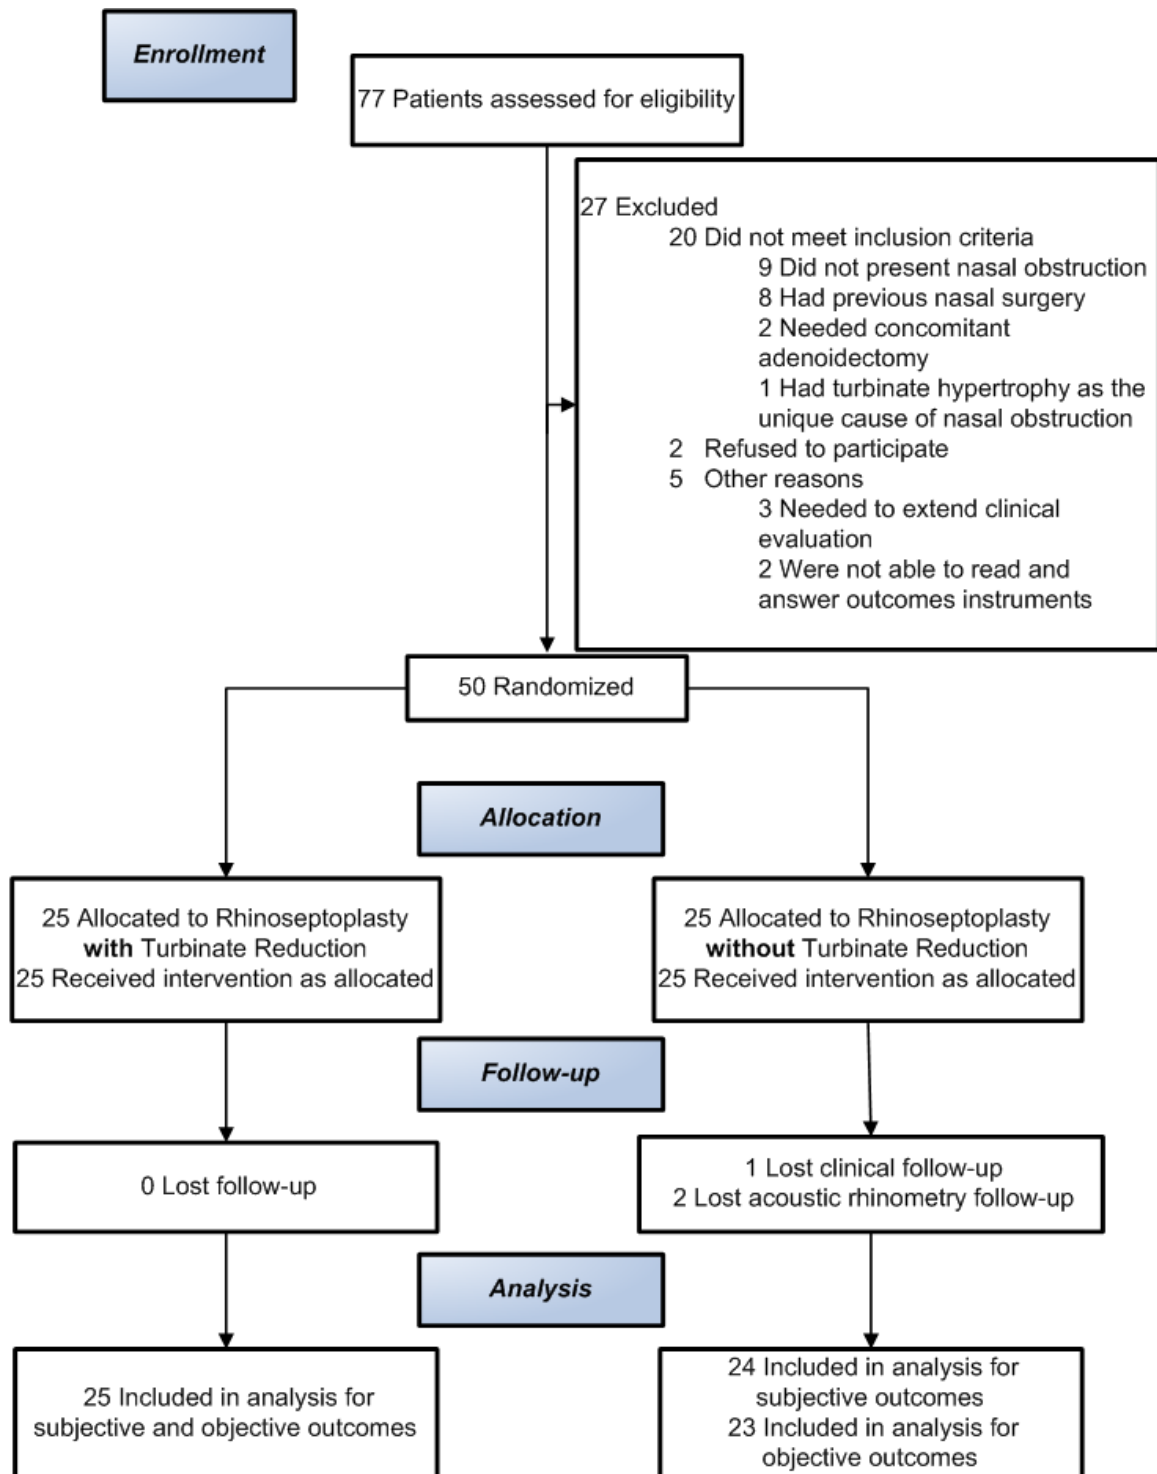 Enrollment
77 Patients assessed for eligibility
27 Excluded
20 Did not meet inclusion criteria
9 Did not present nasal obstruction
8 Had previous nasal surgery
2 Needed concomitant
adenoidectomy
1 Had turbinate hypertrophy as the
unique cause of nasal obstruction
2 Refused to participate
5 Other reasons
3 Needed to extend clinical
evaluation
2 Were not able to read and
answer outcomes instruments
50 Randomized
Allocation
25 Allocated to Rhinoseptoplasty
with Turbinate Reduction
25 Received intervention as allocated
25 Allocated to Rhinoseptoplasty
without Turbinate Reduction
25 Received intervention as allocated
Follow-up
0 Lost follow-up
1 Lost clinical follow-up
2 Lost acoustic rhinometry follow-up
Analysis
25 Included in analysis for
subjective and objective outcomes
24 Included in analysis for
subjective outcomes
23 Included in analysis for
objective outcomes